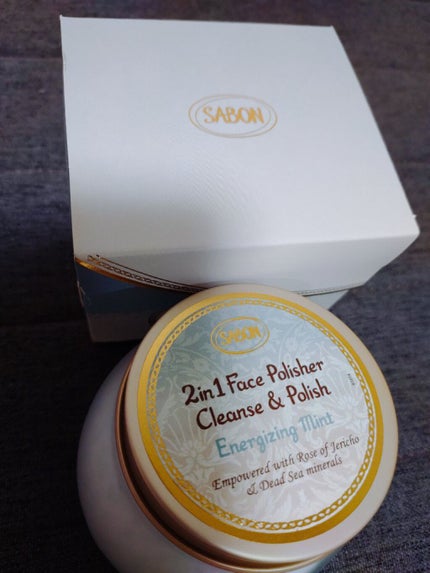 SABON
SABON
2in1 Face Polisher
Cleanse & Polish
Energizing Mint
Empowered with Rose of Jericho
& Dead Sea minerals